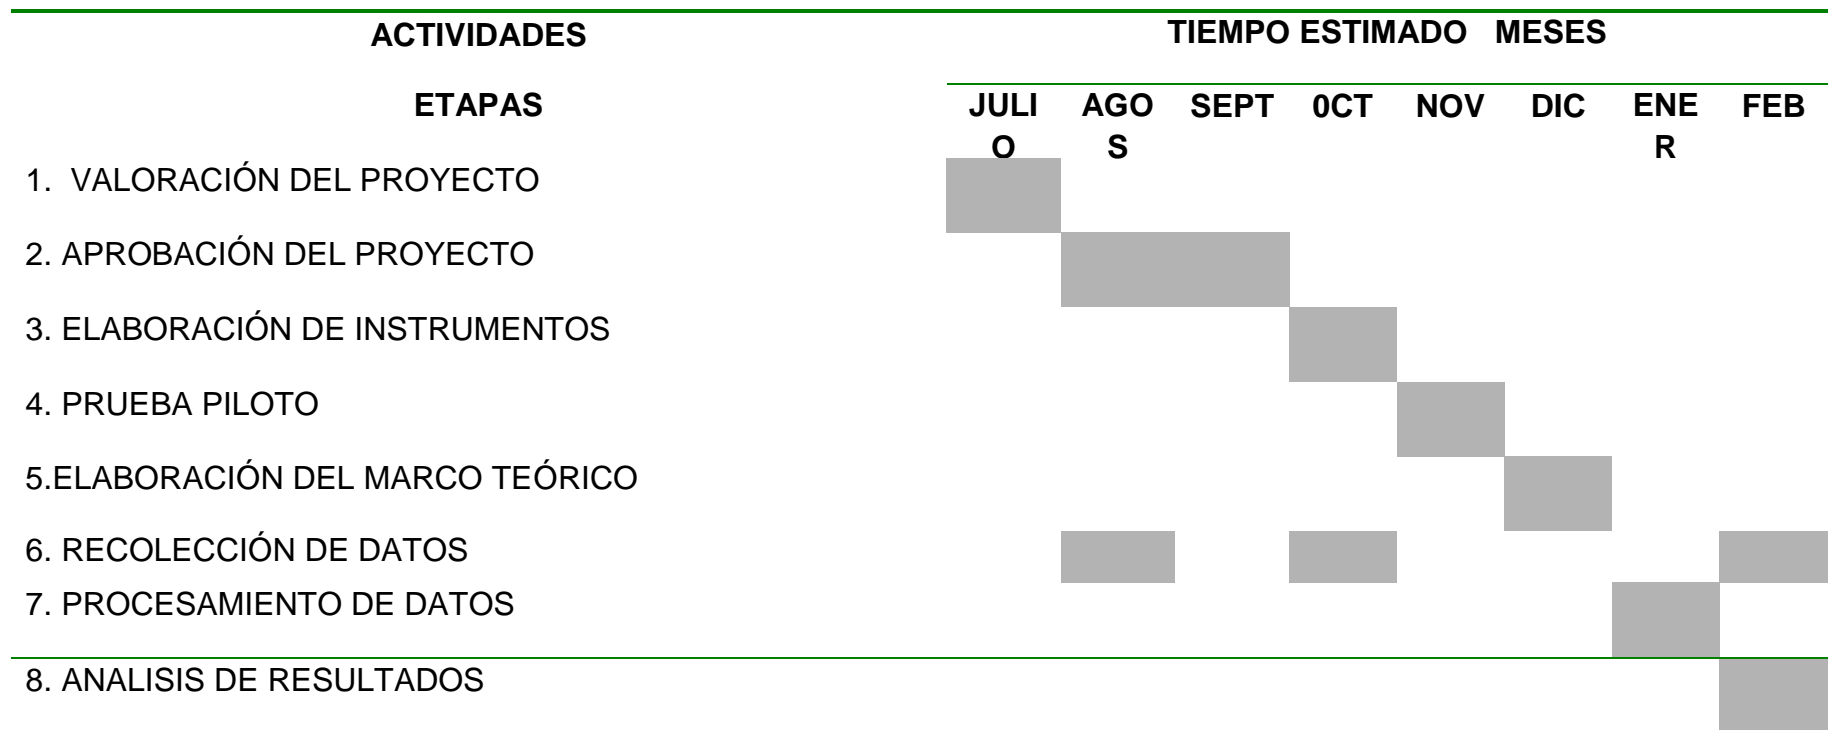 ACTIVIDADES TIEMPO ESTIMADO MESES
ETAPAS JULI AGO SEPT 0CT NOV DIC ENE FEB
O S R
1. VALORACIÓN DEL PROYECTO
2. APROBACIÓN DEL PROYECTO
3. ELABORACIÓN DE INSTRUMENTOS
4. PRUEBA PILOTO
5.ELABORACIÓN DEL MARCO TEÓRICO
6. RECOLECCIÓN DE DATOS
7. PROCESAMIENTO DE DATOS
8. ANALISIS DE RESULTADOS